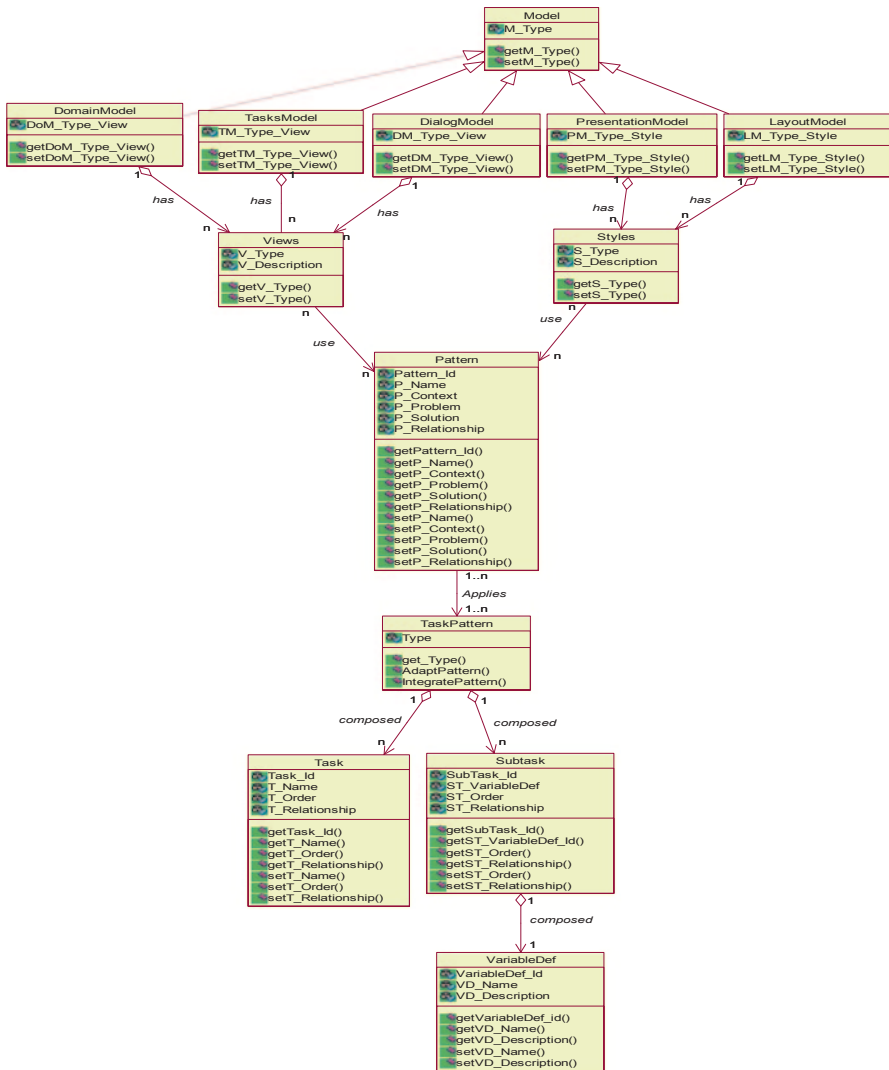 Model
M_Type
getM_Type()
setM_Type()
DomainModel
DoM_Type_View
getDoM_Type_View()
setDoM_Type_View()
TasksModel
TM_Type_View
getTM_Type_View()
setTM_Type_View()
DialogModel
DM_Type_View
getDM_Type_View()
setDM_Type_View()
PresentationModel
PM_Type_Style
getPM_Type_Style()
setPM_Type_Style()
LayoutModel
LM_Type_Style
getLM_Type_Style()
setLM_Type_Style()
1
has
n
1
has
n
1
has
n
1
has
n
1
has
n
Views
V_Type
V_Description
getV_Type()
setV_Type()
Styles
S_Type
S_Description
getS_Type()
setS_Type()
n
use
n
n
use
n
Pattern
Pattern_Id
P_Name
P_Context
P_Problem
P_Solution
P_Relationship
getPattern_Id()
getP_Name()
getP_Context()
getP_Problem()
getP_Solution()
getP_Relationship()
setP_Name()
setP_Context()
setP_Problem()
setP_Solution()
setP_Relationship()
1..n
Applies
1..n
TaskPattern
Type
get_Type()
AdaptPattern()
IntegratePattern()
1
composed
n
1
composed
n
Task
Task_Id
T_Name
T_Order
T_Relationship
getTask_Id()
getT_Name()
getT_Order()
getT_Relationship()
setT_Name()
setT_Order()
setT_Relationship()
Subtask
SubTask_Id
ST_VariableDef
ST_Order
ST_Relationship
getSubTask_Id()
getST_VariableDef_Id()
getST_Order()
getST_Relationship()
setST_Order()
setST_Relationship()
1
composed
1
VariableDef
VariableDef_Id
VD_Name
VD_Description
getVariableDef_id()
getVD_Name()
getVD_Description()
setVD_Name()
setVD_Description()